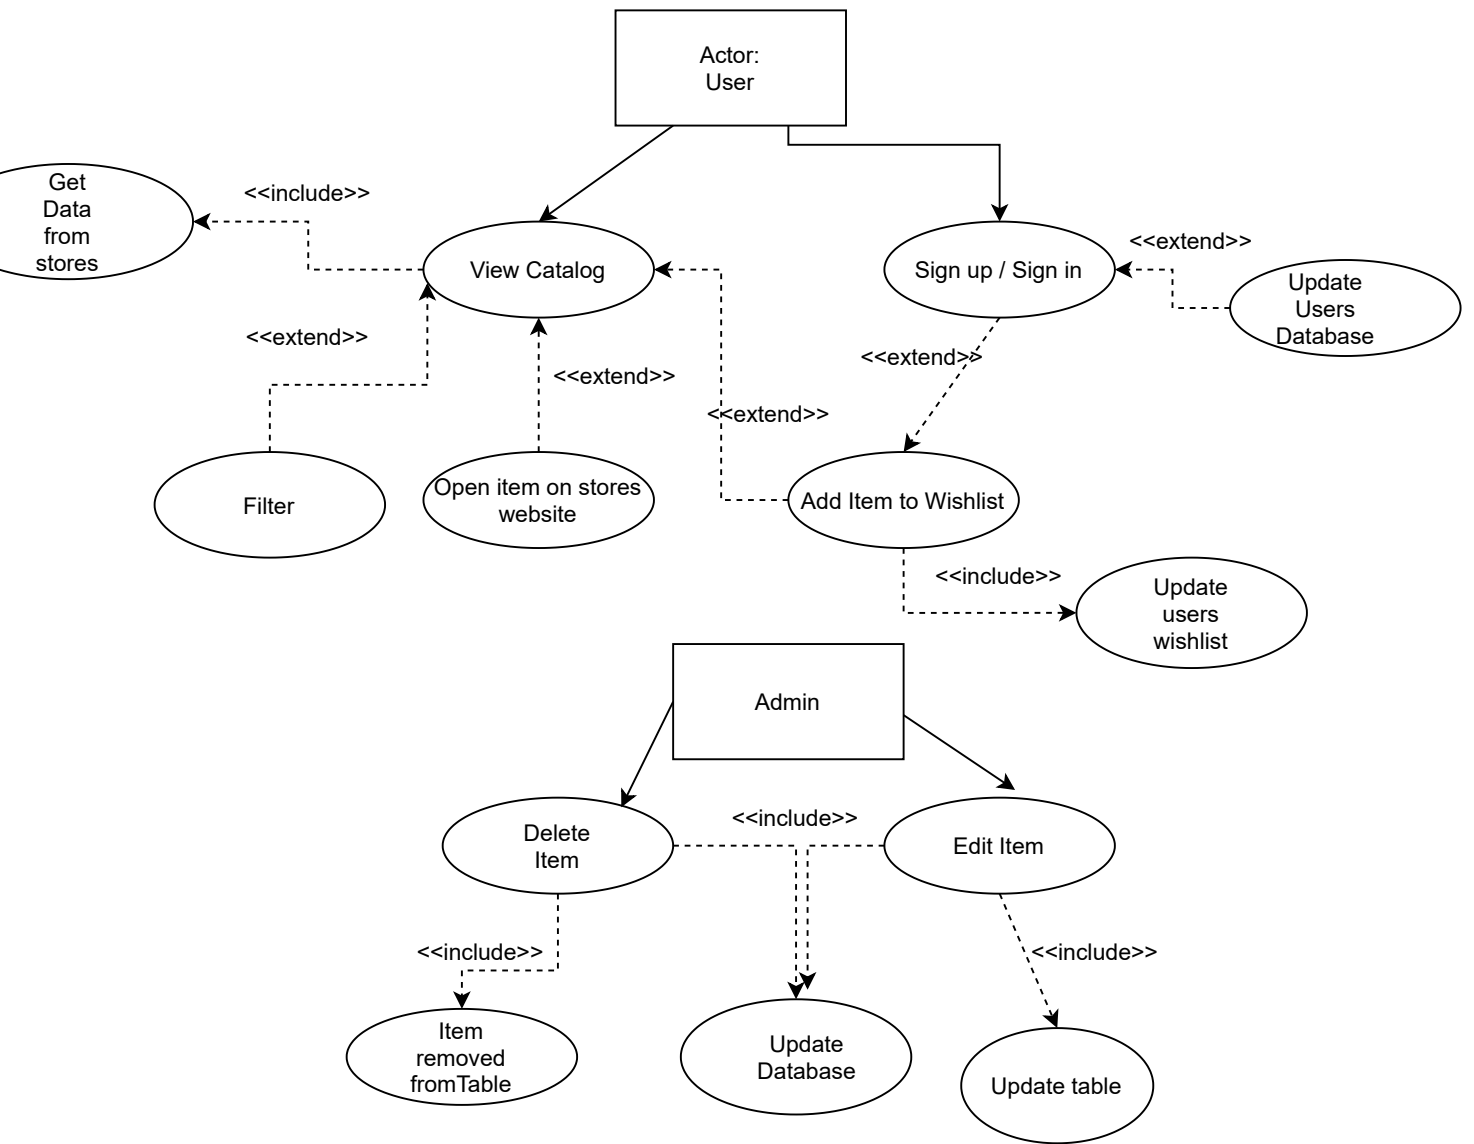 Actor:
User
Get
Data
from
stores
<<include>>
View Catalog
Sign up / Sign in
<<extend>>
Update
Users
Database
<<extend>>
<<extend>>
<<extend>>
<<extend>>
Filter
Open item on stores
website
Add Item to Wishlist
<<include>>
Update
users
wishlist
Admin
Delete
Item
<<include>>
Edit Item
<<include>>
<<include>>
Item
removed
fromTable
Update
Database
Update table